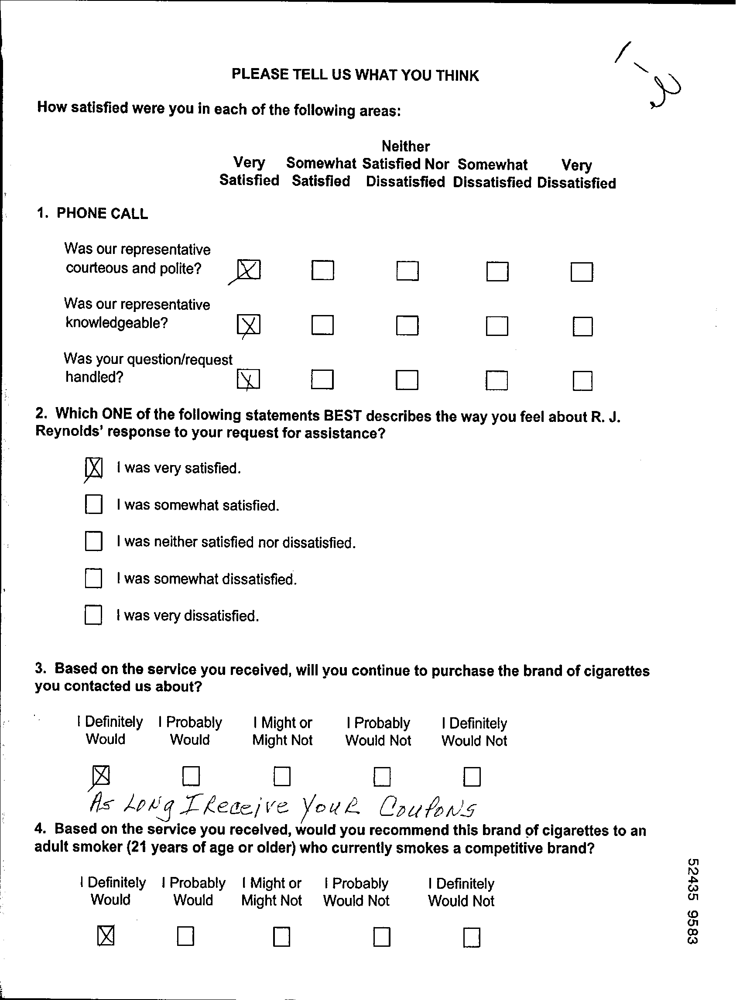 PLEASE TELL US WHAT YOU THINK
How satisfied were you in each of the following areas:
Neither
Very Somewhat Satisfied Nor Somewhat Very
Satisfied Satisfied Dissatisfied Dissatisfied Dissatisfied
1. PHONE CALL
Was our representative
courteous and polite?
Was our representative
knowledgeable?
Was your question/request
handled?
2. Which ONE of the following statements BEST describes the way you feel about R. J.
Reynolds' response to your request for assistance?
I was very satisfied.
I was somewhat satisfied.
I was neither satisfied nor dissatisfied.
I was somewhat dissatisfied.
I was very dissatisfied.
3. Based on the service you received, will you continue to purchase the brand of cigarettes
you contacted us about?
I Definitely I Probably I Might or I Probably I Definitely
Would Would Might Not Would Not Would Not
As Long I Receive Your Coupons
4. Based on the service you received, would you recommend this brand of cigarettes to an
adult smoker (21 years of age or older) who currently smokes a competitive brand?
I Definitely I Probably I Might or I Probably I Definitely
Would Would Might Not Would Not Would Not
52435 9583